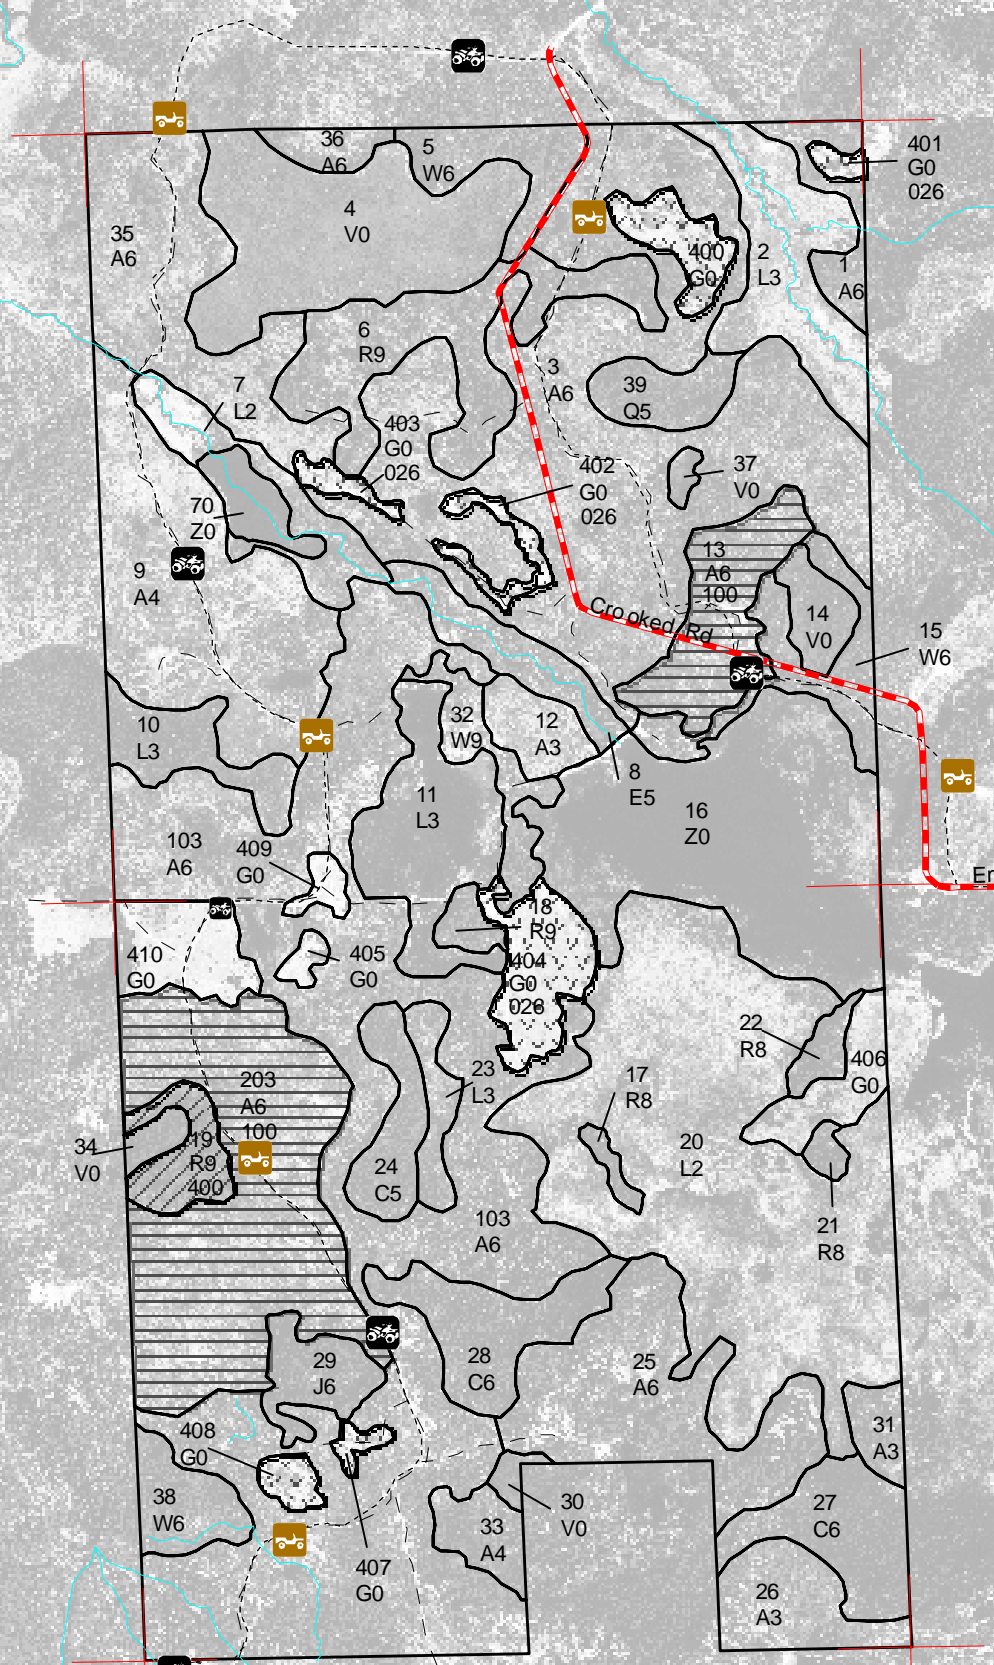 36
A6
5
W6
401
G0
026
4
V0
35
A6
400
G0
2
L3
1
A6
6
R9
3
A6
39
Q5
7
L2
403
G0
026
402
G0
026
37
V0
70
Z0
13
A6
100
9
A4
14
V0
Crooked Rd
15
W6
10
L3
32
W9
12
A3
8
E5
11
L3
16
Z0
103
A6
409
G0
Er
18
R9
410
G0
405
G0
404
G0
026
22
R8
406
G0
203
A6
100
23
L3
17
R8
34
V0
19
R9
400
24
C5
20
L2
21
R8
103
A6
29
J6
28
C6
25
A6
408
G0
31
A3
38
W6
30
V0
27
C6
33
A4
407
G0
26
A3